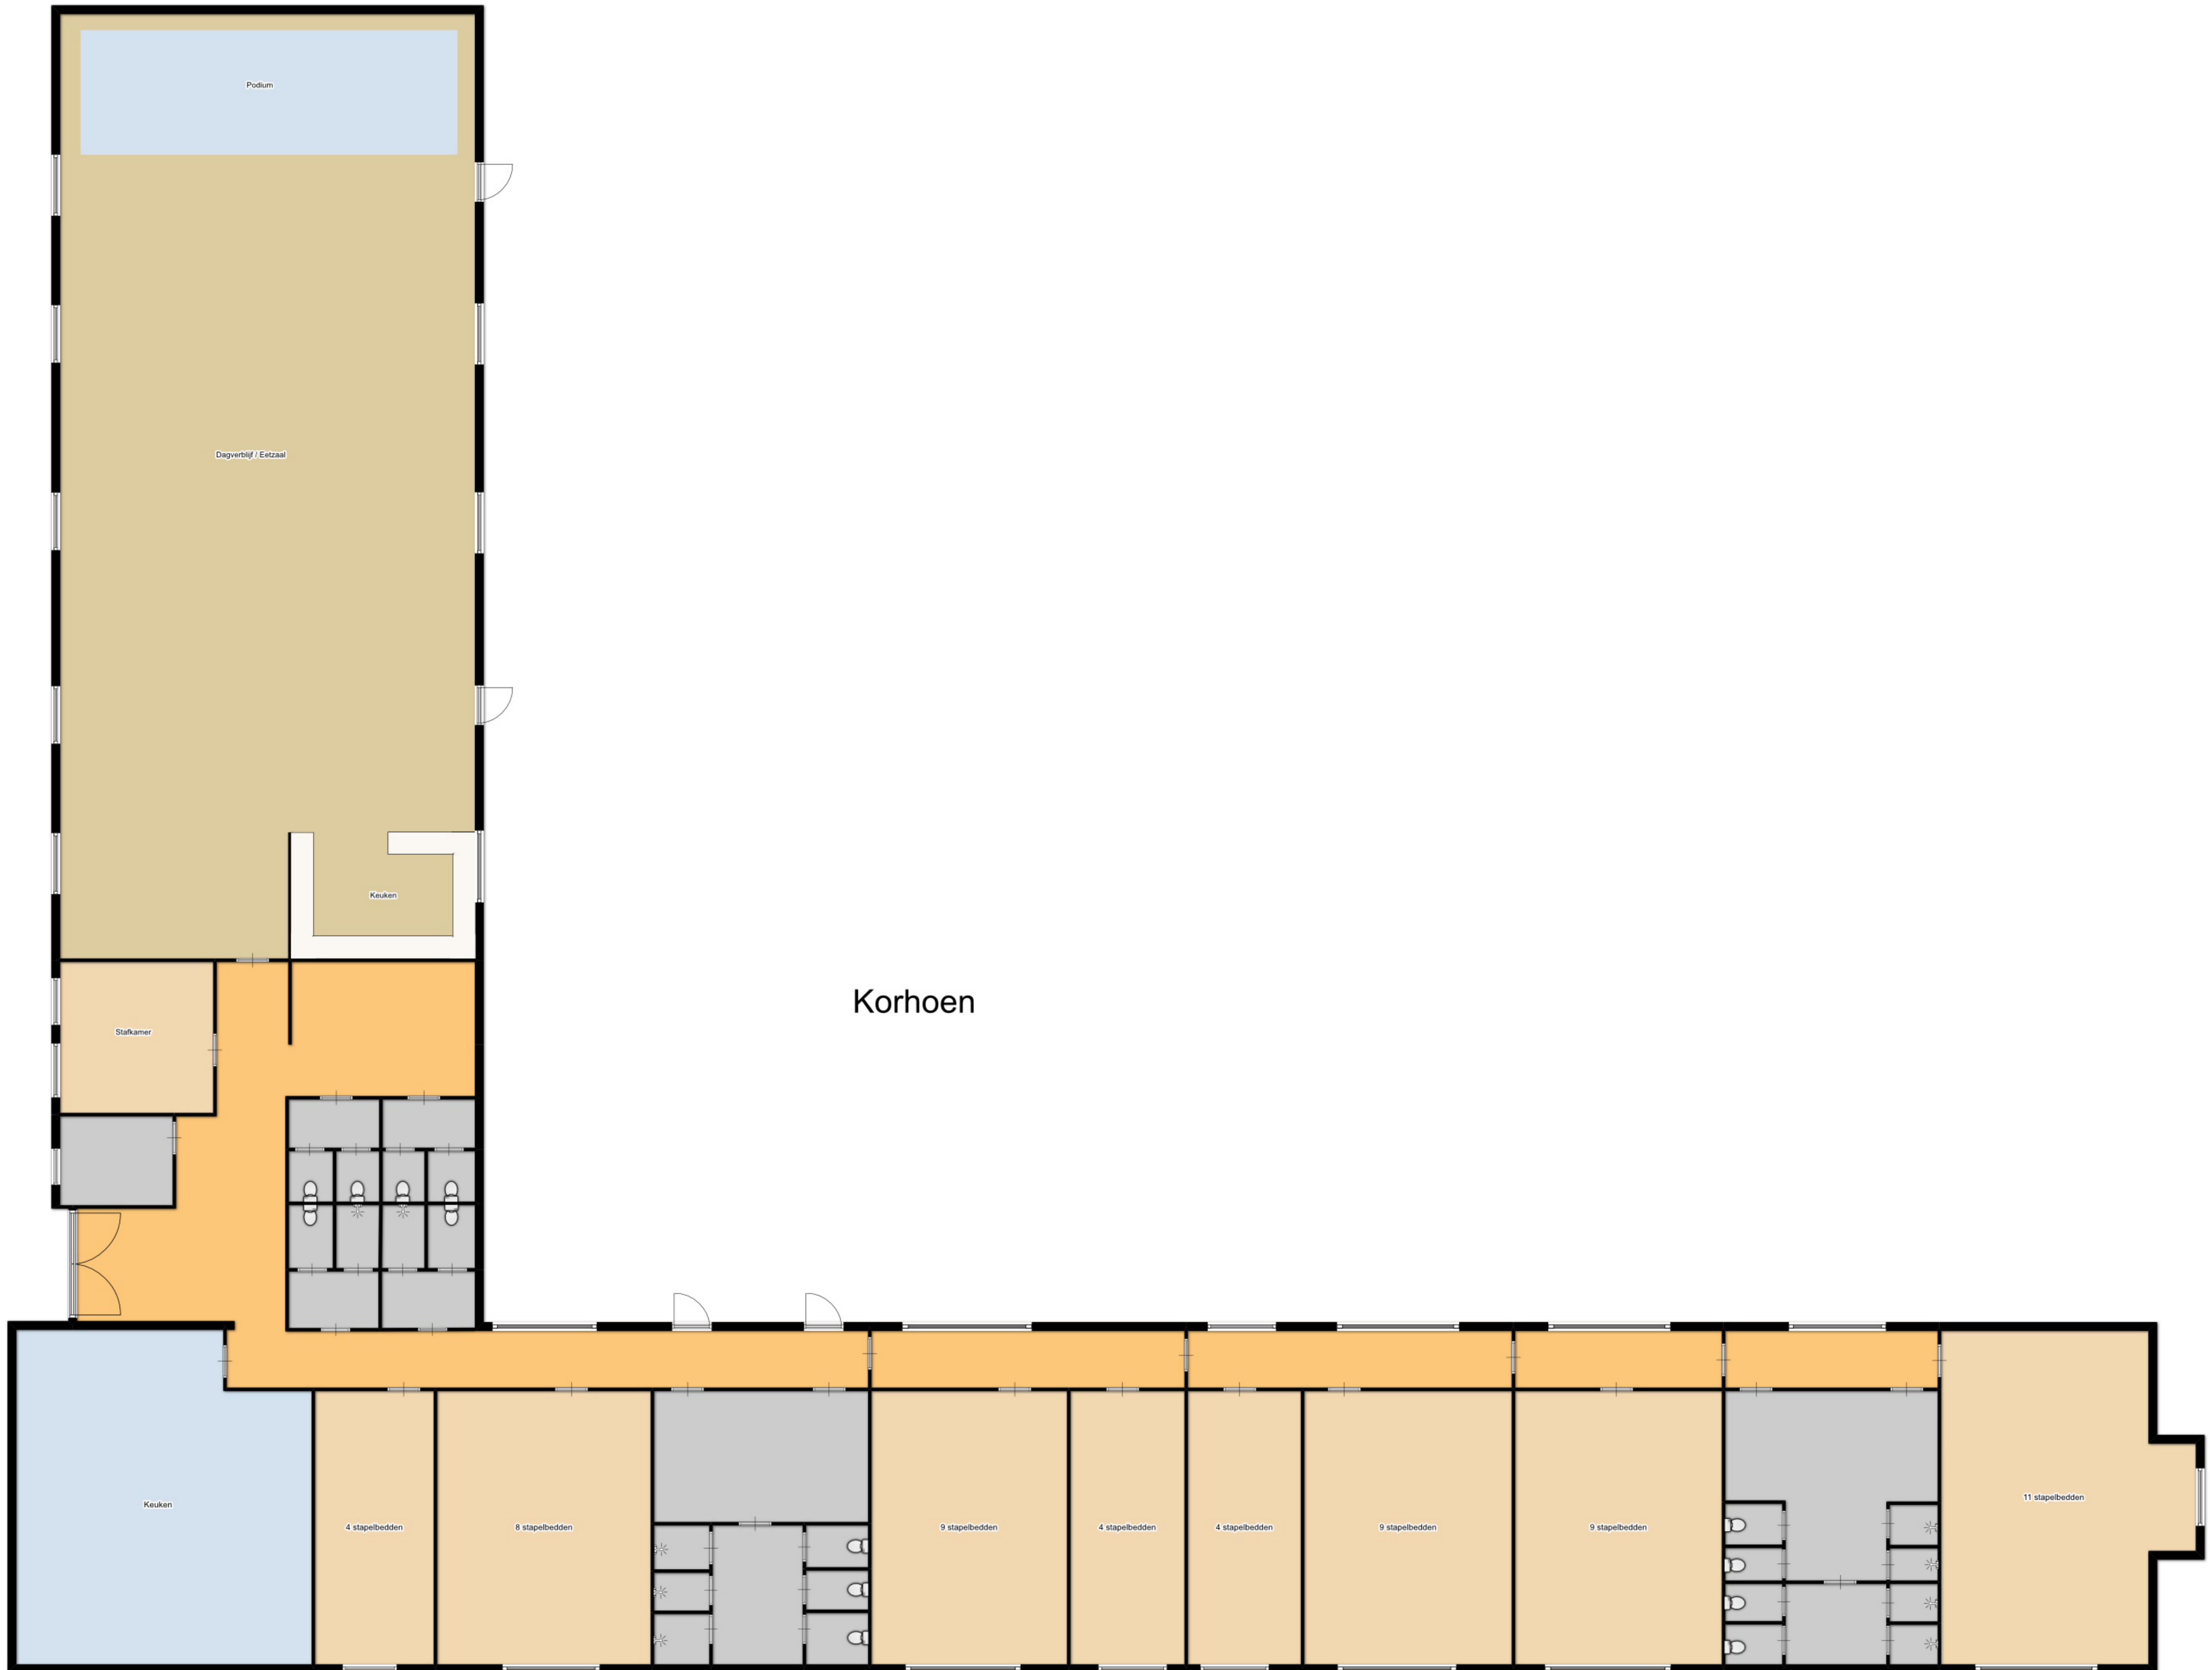 Podium
Dagverblijf / Eetzaal
Keuken
Korhoen
Stafkamer
Keuken
4 stapelbedden
8 stapelbedden
9 stapelbedden
4 stapelbedden
4 stapelbedden
9 stapelbedden
9 stapelbedden
11 stapelbedden